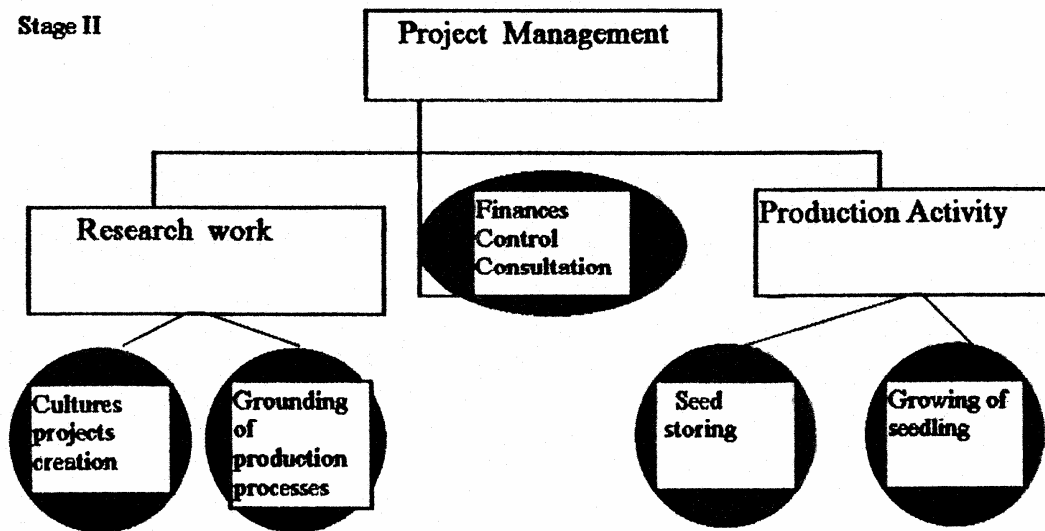 Stage II
Project Management
Research work
Finances
Control
Consultation
Production Activity
Cultures
projects
creation
Grounding
of
production
processes
Seed
storing
Growing of
seedling